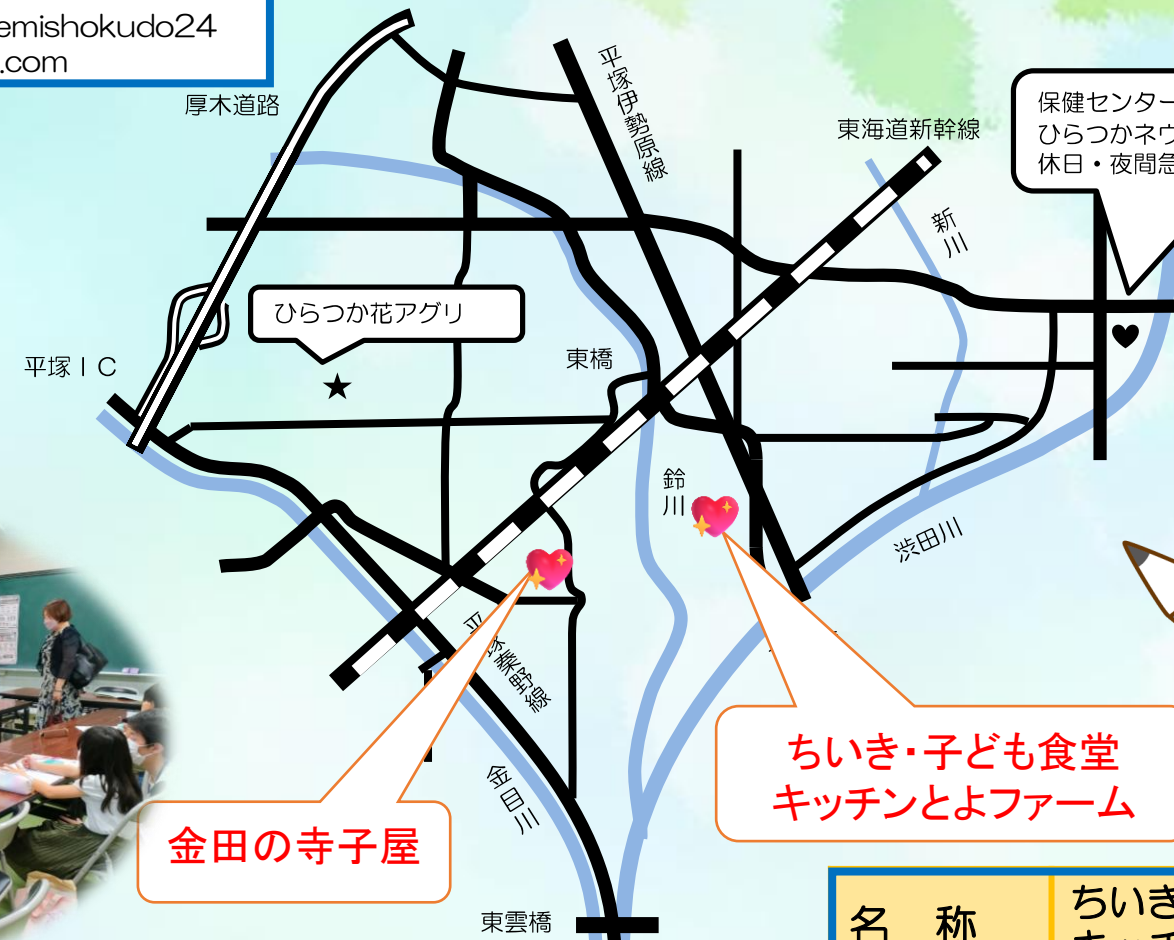 emishokudo24
.com
厚木道路
平塚伊勢原線
東海道新幹線
保健センター
ひらつかネウ
休日・夜間急
新川
ひらつか花アグリ
平塚ＩＣ
東橋
鈴川
渋田川
平塚秦野線
金目川
ちいき・子ども食堂
キッチンとよファーム
金田の寺子屋
東雲橋
名　称
ちいき